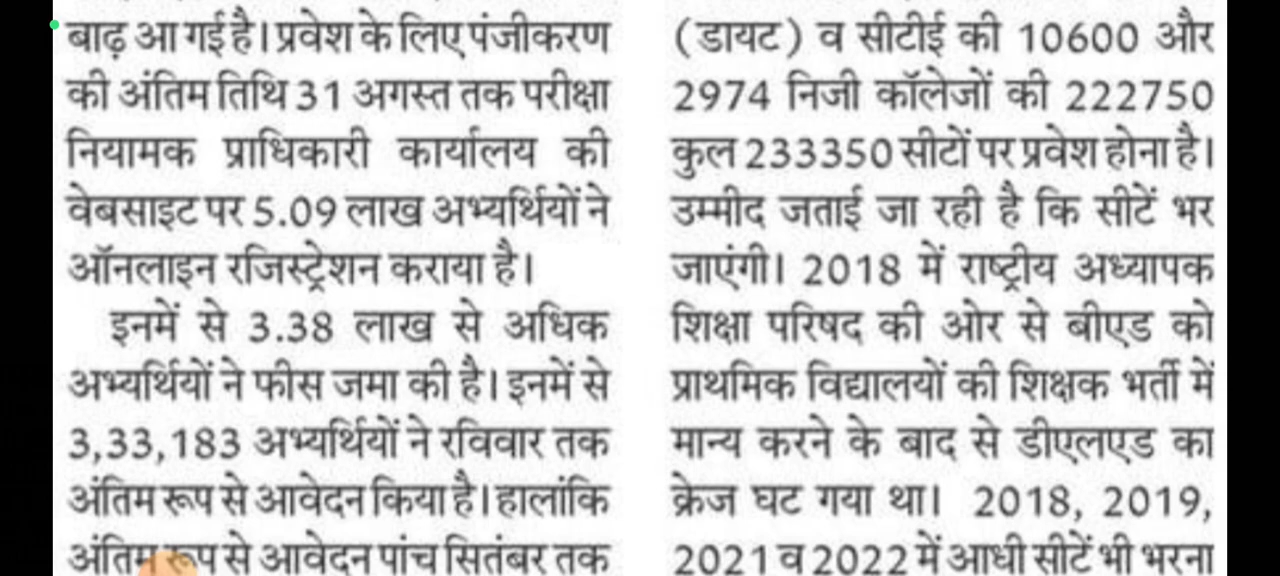 बाढ़ आ गई है। प्रवेश के लिए पंजीकरण
की अंतिम तिथि 31 अगस्त तक परीक्षा
नियामक प्राधिकारी कार्यालय की
वेबसाइट पर 5.09 लाख अभ्यर्थियों ने
ऑनलाइन रजिस्ट्रेशन कराया है।
इनमें से 3.38 लाख से अधिक
अभ्यर्थियों ने फीस जमा की है। इनमें से
3,33,183 अभ्यर्थियों ने रविवार तक
अंतिम रूप से आवेदन किया है। हालांकि
अंतिम रूप से आवेदन पांच सितंबर तक
(डायट) व सीटीई की 10600 और
2974 निजी कॉलेजों की 222750
कुल 233350 सीटों पर प्रवेश होना है।
उम्मीद जताई जा रही है कि सीटें भर
जाएंगी। 2018 में राष्ट्रीय अध्यापक
शिक्षा परिषद की ओर से बीएड को
प्राथमिक विद्यालयों की शिक्षक भर्ती में
मान्य करने के बाद से डीएलएड का
क्रेज घट गया था। 2018, 2019,
2021 व 2022 में आधी सीटें भी भरना